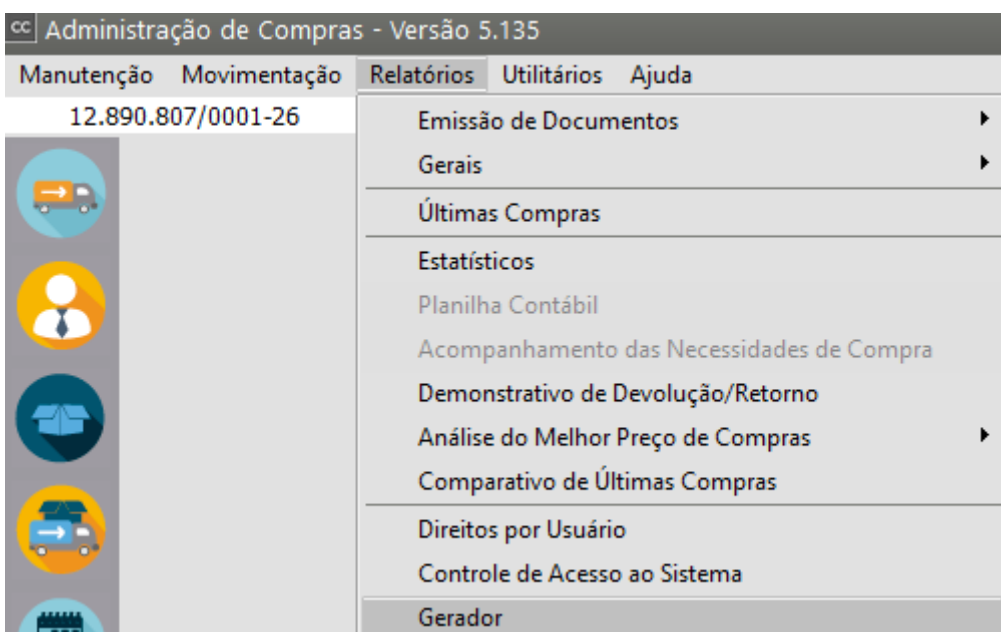 cc Administração de Compras - Versão 5.135
Manutenção Movimentação Relatórios Utilitários Ajuda
12.890.807/0001-26
Emissão de Documentos
Gerais
Últimas Compras
Estatísticos
Planilha Contábil
Acompanhamento das Necessidades de Compra
Demonstrativo de Devolução/Retorno
Análise do Melhor Preço de Compras
Comparativo de Últimas Compras
Direitos por Usuário
Controle de Acesso ao Sistema
Gerador